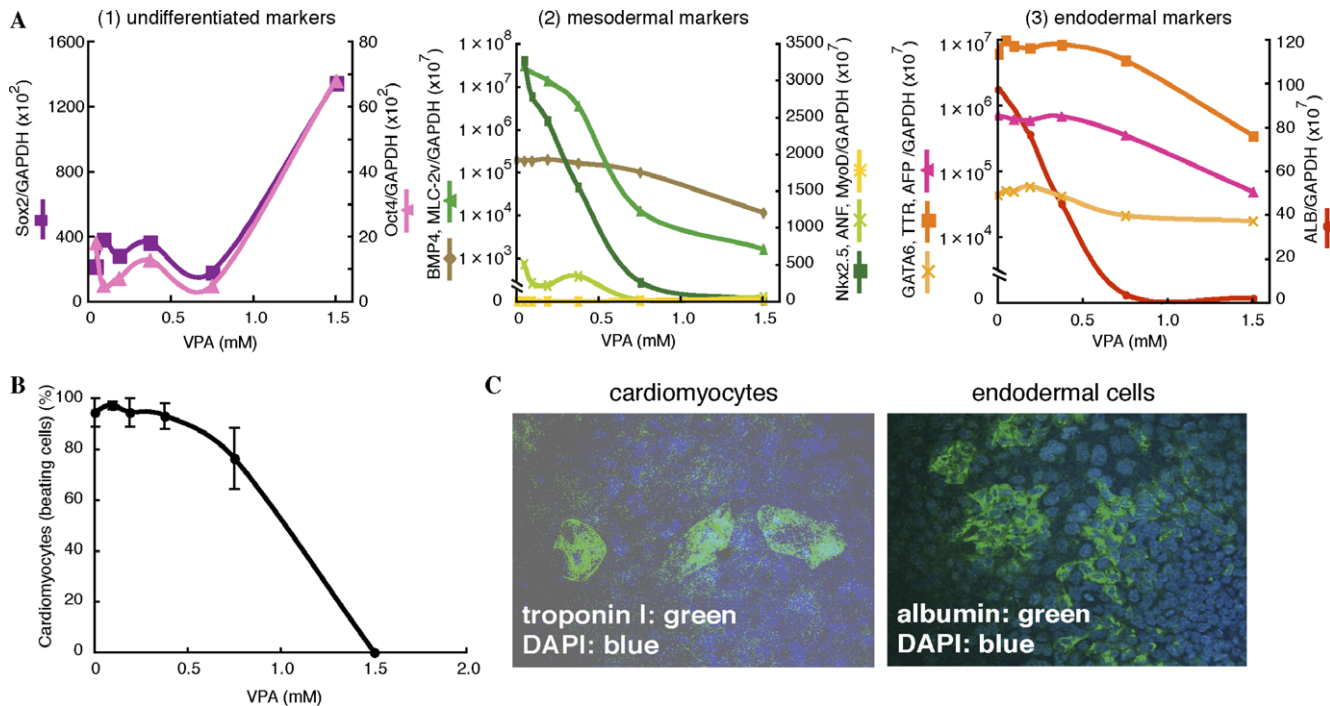 A
(1) undifferentiated markers
1600
1200
800
400
0
Sox2/GAPDH (x10²)
80
60
40
20
0
Oct4/GAPDH (x10²)
0
0.5
1.0
1.5
VPA (mM)
(2) mesodermal markers
1 × 10⁸
1 × 10⁷
1 × 10⁶
1 × 10⁵
1 × 10⁴
1 × 10³
0
BMP4, MLC-2v/GAPDH (x10⁷)
3500
3000
2500
2000
1500
1000
500
0
Nkx2.5, ANF, MyoD/GAPDH (x10⁷)
0
0.5
1.0
1.5
VPA (mM)
(3) endodermal markers
1 × 10⁷
1 × 10⁶
1 × 10⁵
1 × 10⁴
0
GATA6, TTR, AFP /GAPDH (x10⁷)
120
100
80
60
40
20
0
ALB/GAPDH (x10⁷)
0
0.5
1.0
1.5
VPA (mM)
B
Cardiomyocytes (beating cells) (%)
100
80
60
40
20
0
0
0.5
1.0
1.5
2.0
VPA (mM)
C
cardiomyocytes
troponin I: green
DAPI: blue
endodermal cells
albumin: green
DAPI: blue